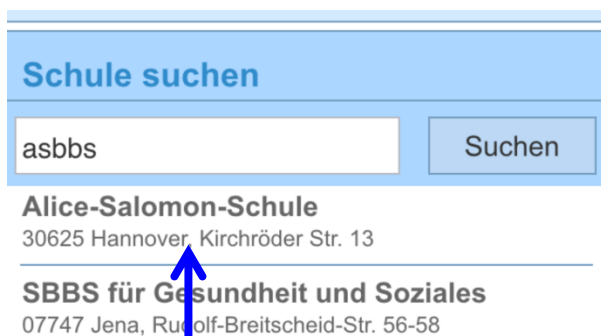 Schule suchen
asbbs
Suchen
Alice-Salomon-Schule
30625 Hannover, Kirchröder Str. 13
SBBS für Gesundheit und Soziales
07747 Jena, Rudolf-Breitscheid-Str. 56-58